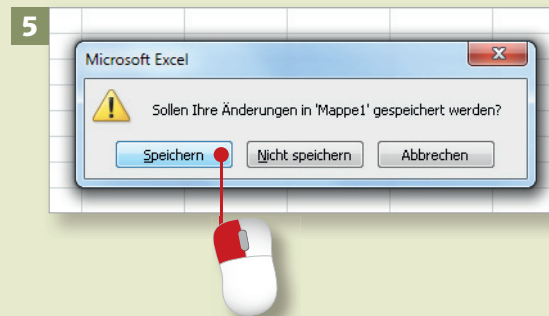 5
Microsoft Excel
Sollen Ihre Änderungen in 'Mappe1' gespeichert werden?
Speichern Nicht speichern Abbrechen